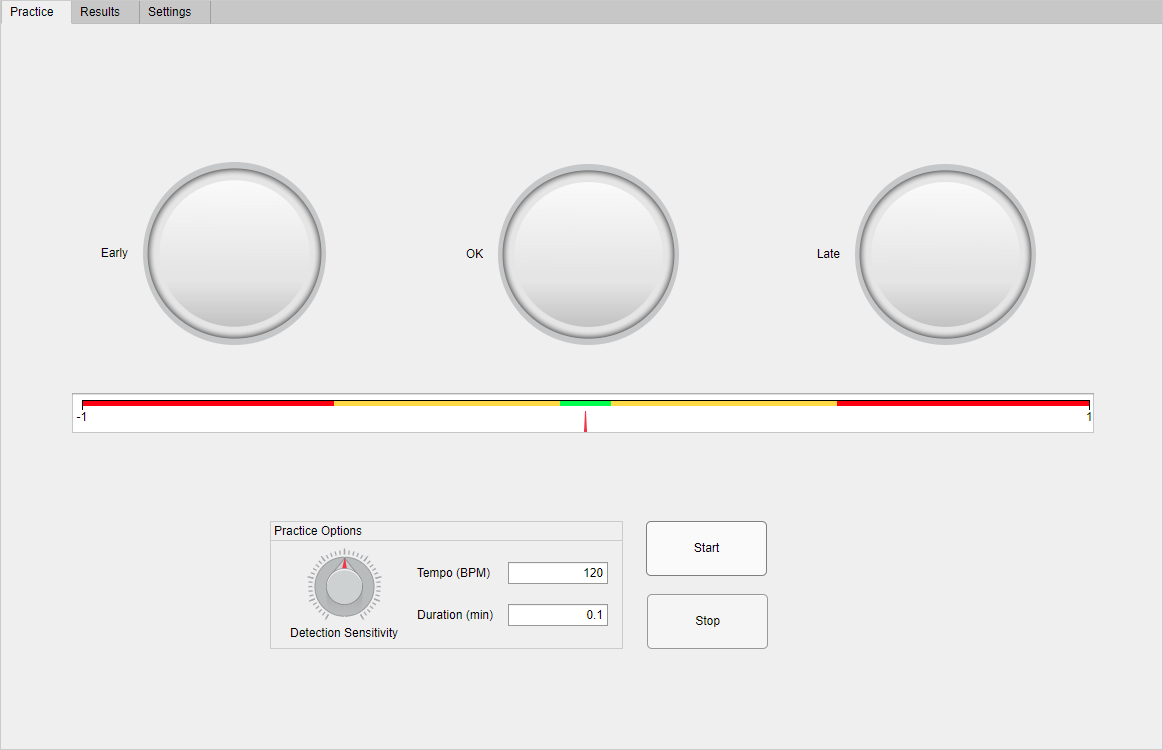 Practice Results Settings
Early OK Late
-1 1
Practice Options
Start
Tempo (BPM) 120
Duration (min) 0.1
Stop
Detection Sensitivity